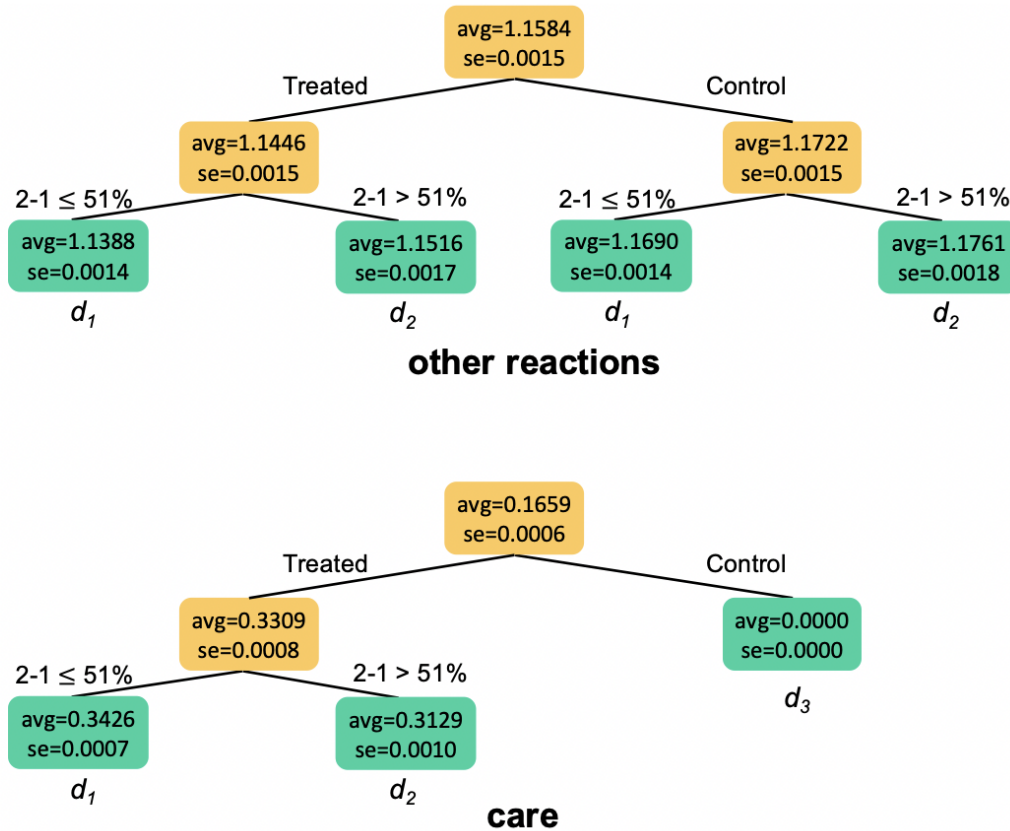 avg=1.1584
se=0.0015
Treated
Control
avg=1.1446
se=0.0015
avg=1.1722
se=0.0015
2-1 ≤ 51%
2-1 > 51%
2-1 ≤ 51%
2-1 > 51%
avg=1.1388
se=0.0014
avg=1.1516
se=0.0017
avg=1.1690
se=0.0014
avg=1.1761
se=0.0018
d1
d2
d1
d2
other reactions
avg=0.1659
se=0.0006
Treated
Control
avg=0.3309
se=0.0008
avg=0.0000
se=0.0000
2-1 ≤ 51%
2-1 > 51%
d3
avg=0.3426
se=0.0007
avg=0.3129
se=0.0010
d1
d2
care